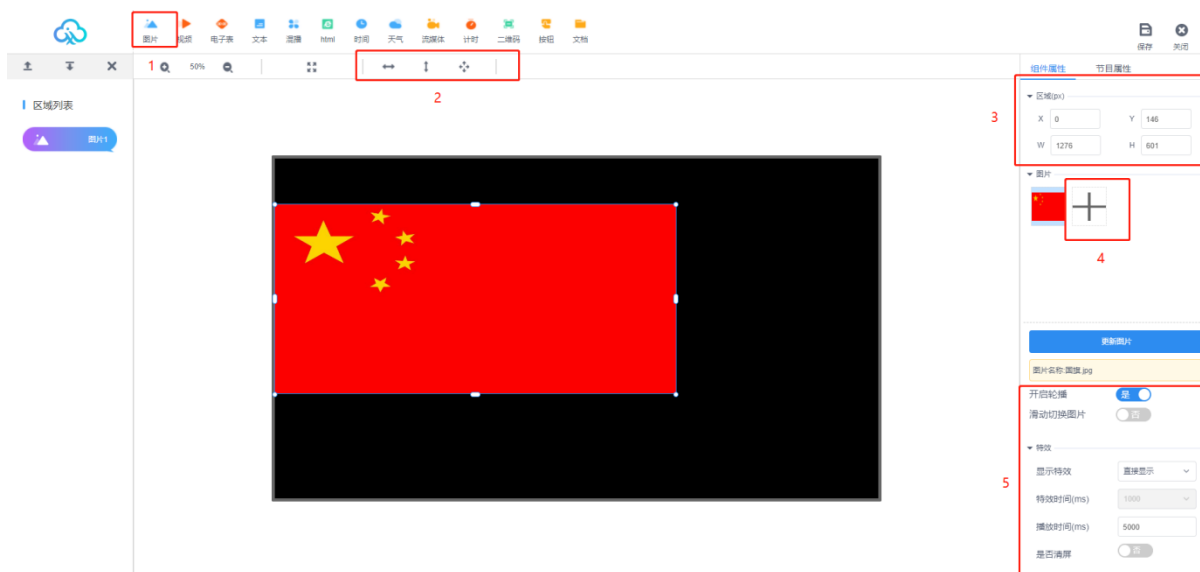 图片 视频 电子表 文本 混播 html 时间 天气 流媒体 计时 二维码 按钮 文档 保存 关闭
1 50%
2
组件属性 节目属性
区域列表
图片1
区域(px)
3
X 0 Y 146
W 1276 H 601
图片
4
更新图片
图片名称:国旗.jpg
开启轮播 是
滑动切换图片 否
特效
5
显示特效 直接显示
特效时间(ms) 1000
播放时间(ms) 5000
是否清屏 否